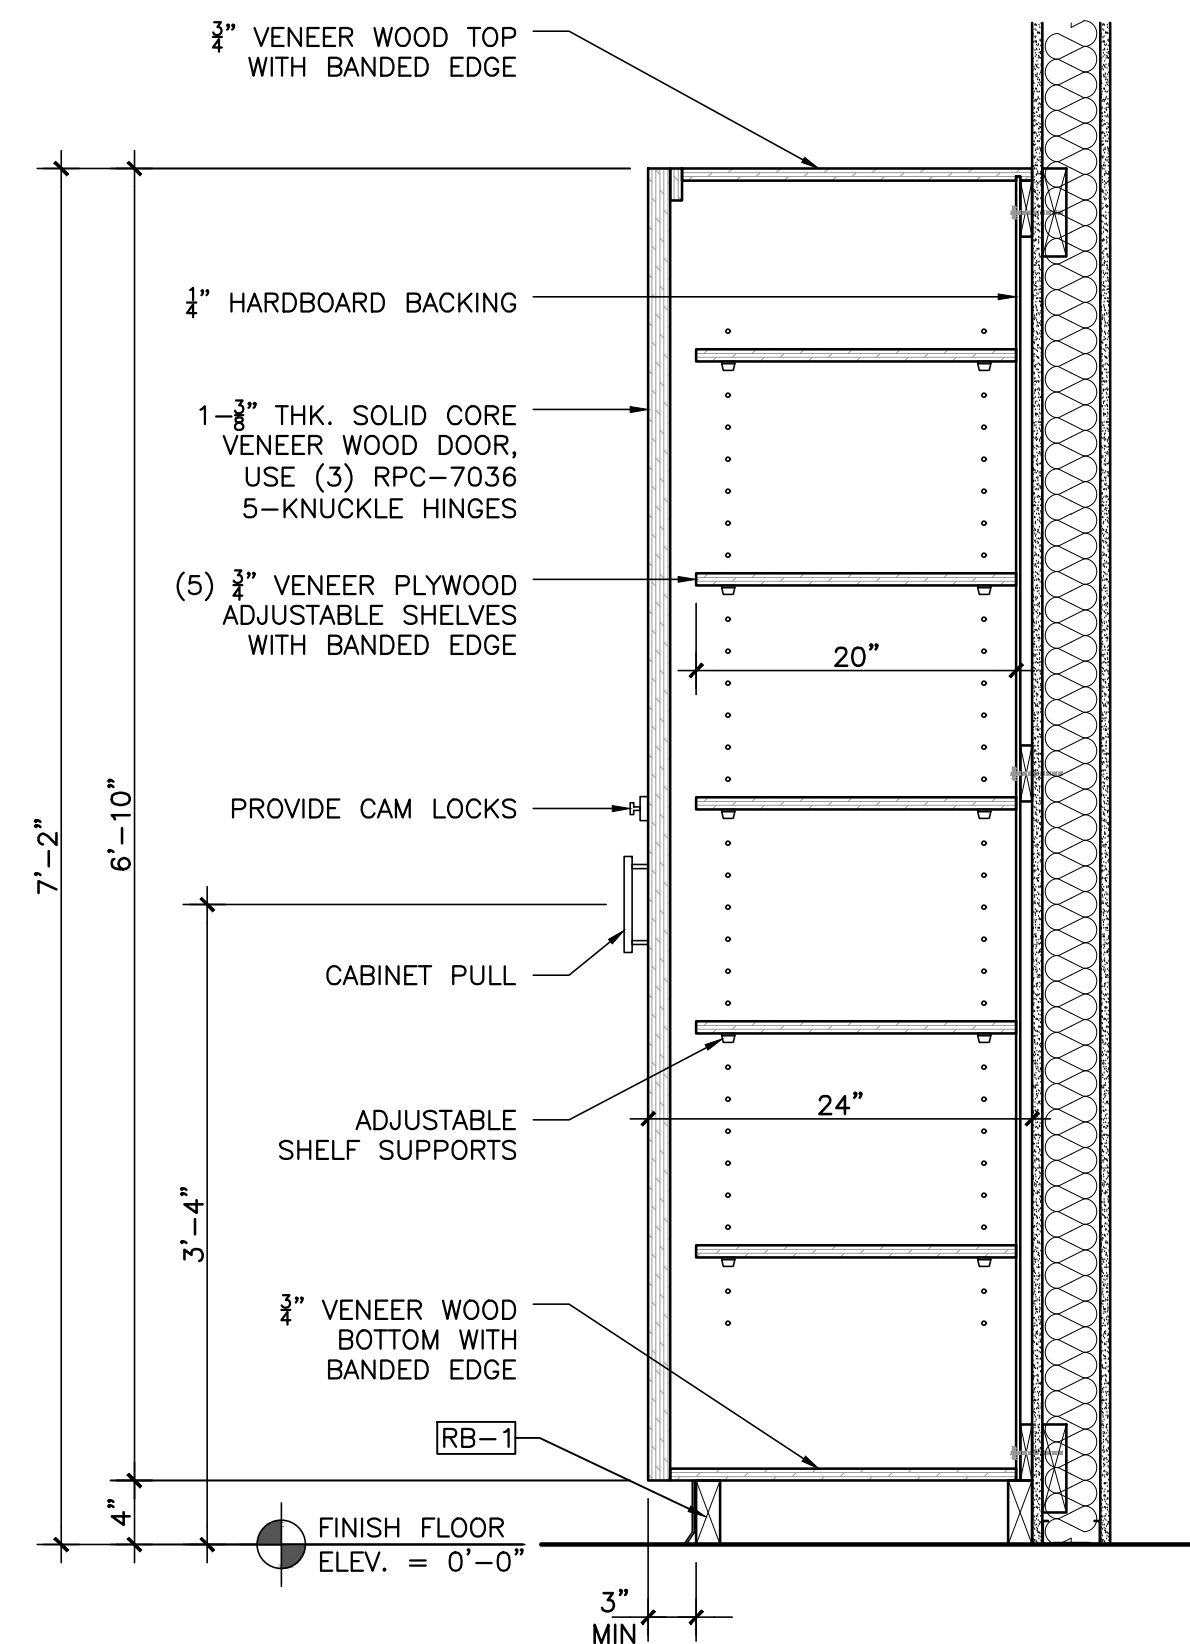 3/4" VENEER WOOD TOP
WITH BANDED EDGE
1/4" HARDBOARD BACKING
1-3/8" THK. SOLID CORE
VENEER WOOD DOOR,
USE (3) RPC-7036
5-KNUCKLE HINGES
(5) 3/4" VENEER PLYWOOD
ADJUSTABLE SHELVES
WITH BANDED EDGE
20"
PROVIDE CAM LOCKS
7'-2"
6'-10"
CABINET PULL
24"
ADJUSTABLE
SHELF SUPPORTS
3'-4"
3/4" VENEER WOOD
BOTTOM WITH
BANDED EDGE
RB-1
4"
FINISH FLOOR
ELEV. = 0'-0"
3"
MIN